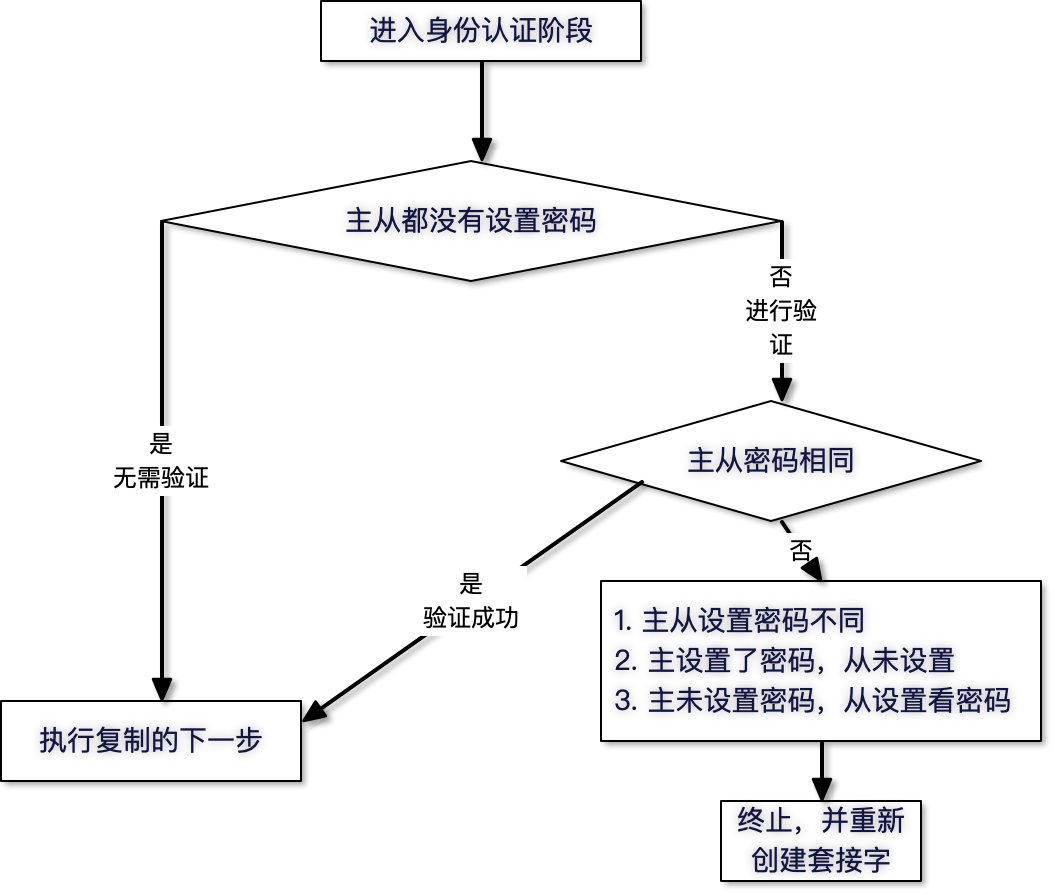 进入身份认证阶段
主从都没有设置密码
否
进行验
证
是
无需验证
主从密码相同
否
是
验证成功
1. 主从设置密码不同
2. 主设置了密码，从未设置
3. 主未设置密码，从设置看密码
执行复制的下一步
终止，并重新
创建套接字